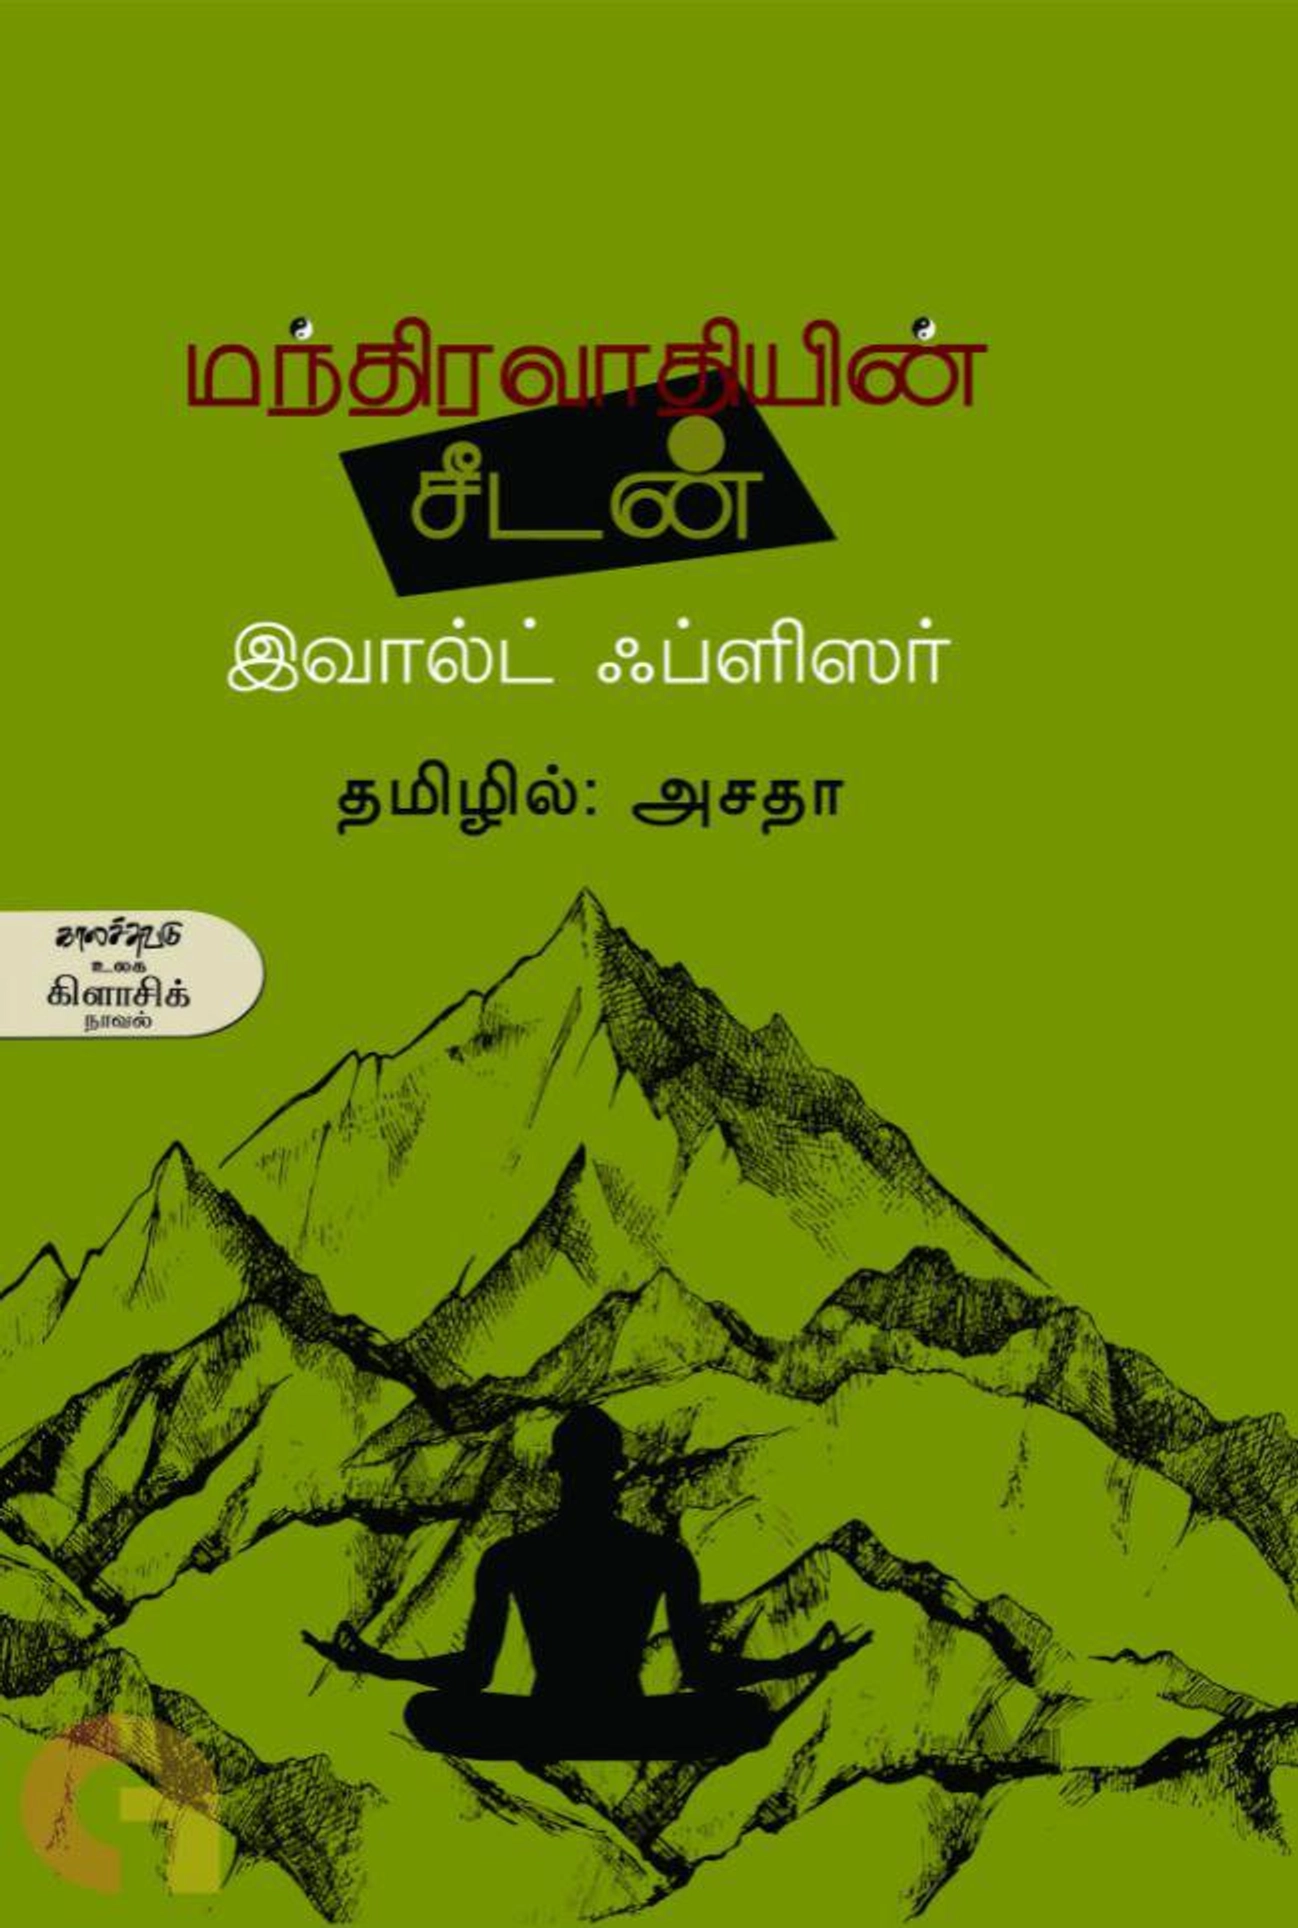 மந்திரவாதியின்
சீடன்
இவால்ட் ஃப்ளிஸர்
தமிழில்: அசதா
காலச்சுவடு
உலக
கிளாசிக்
நாவல்